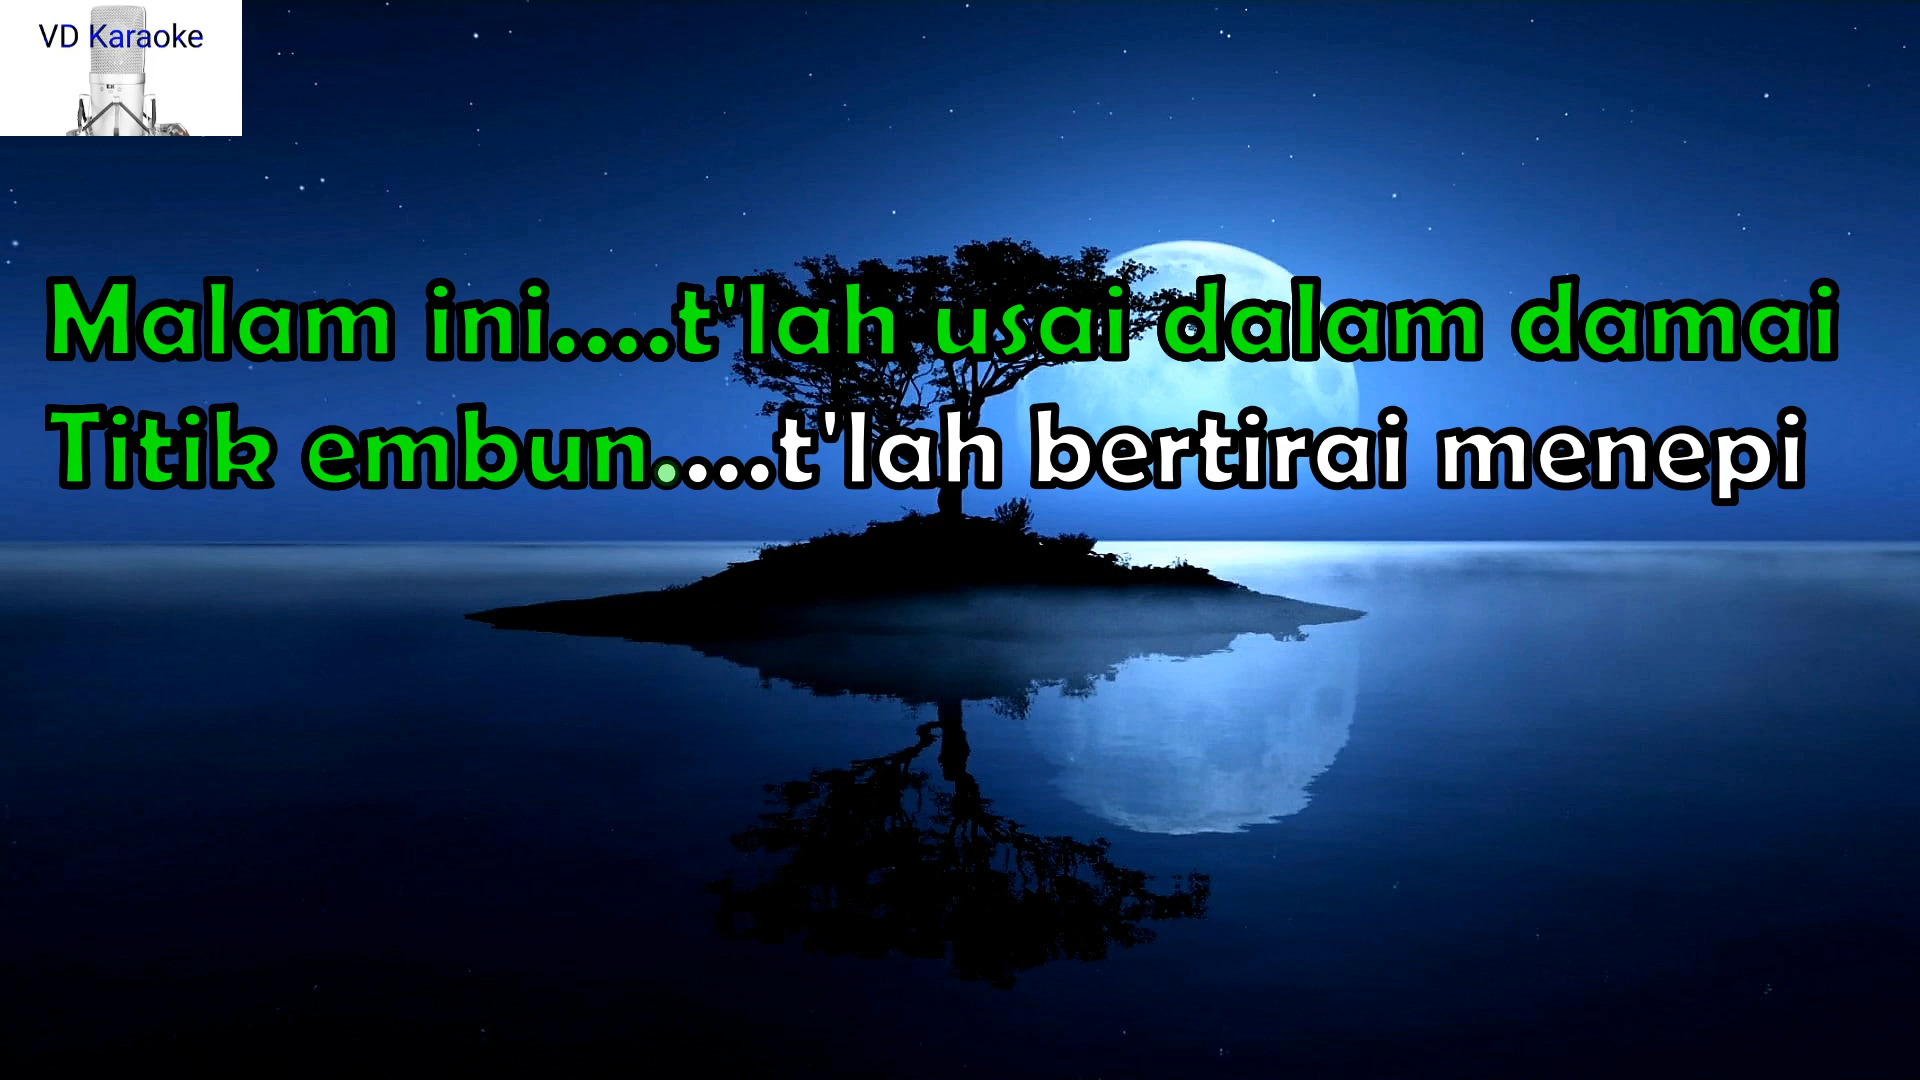 VD Karaoke
Malam ini....t'lah usai dalam damai
Titik embun....t'lah bertirai menepi